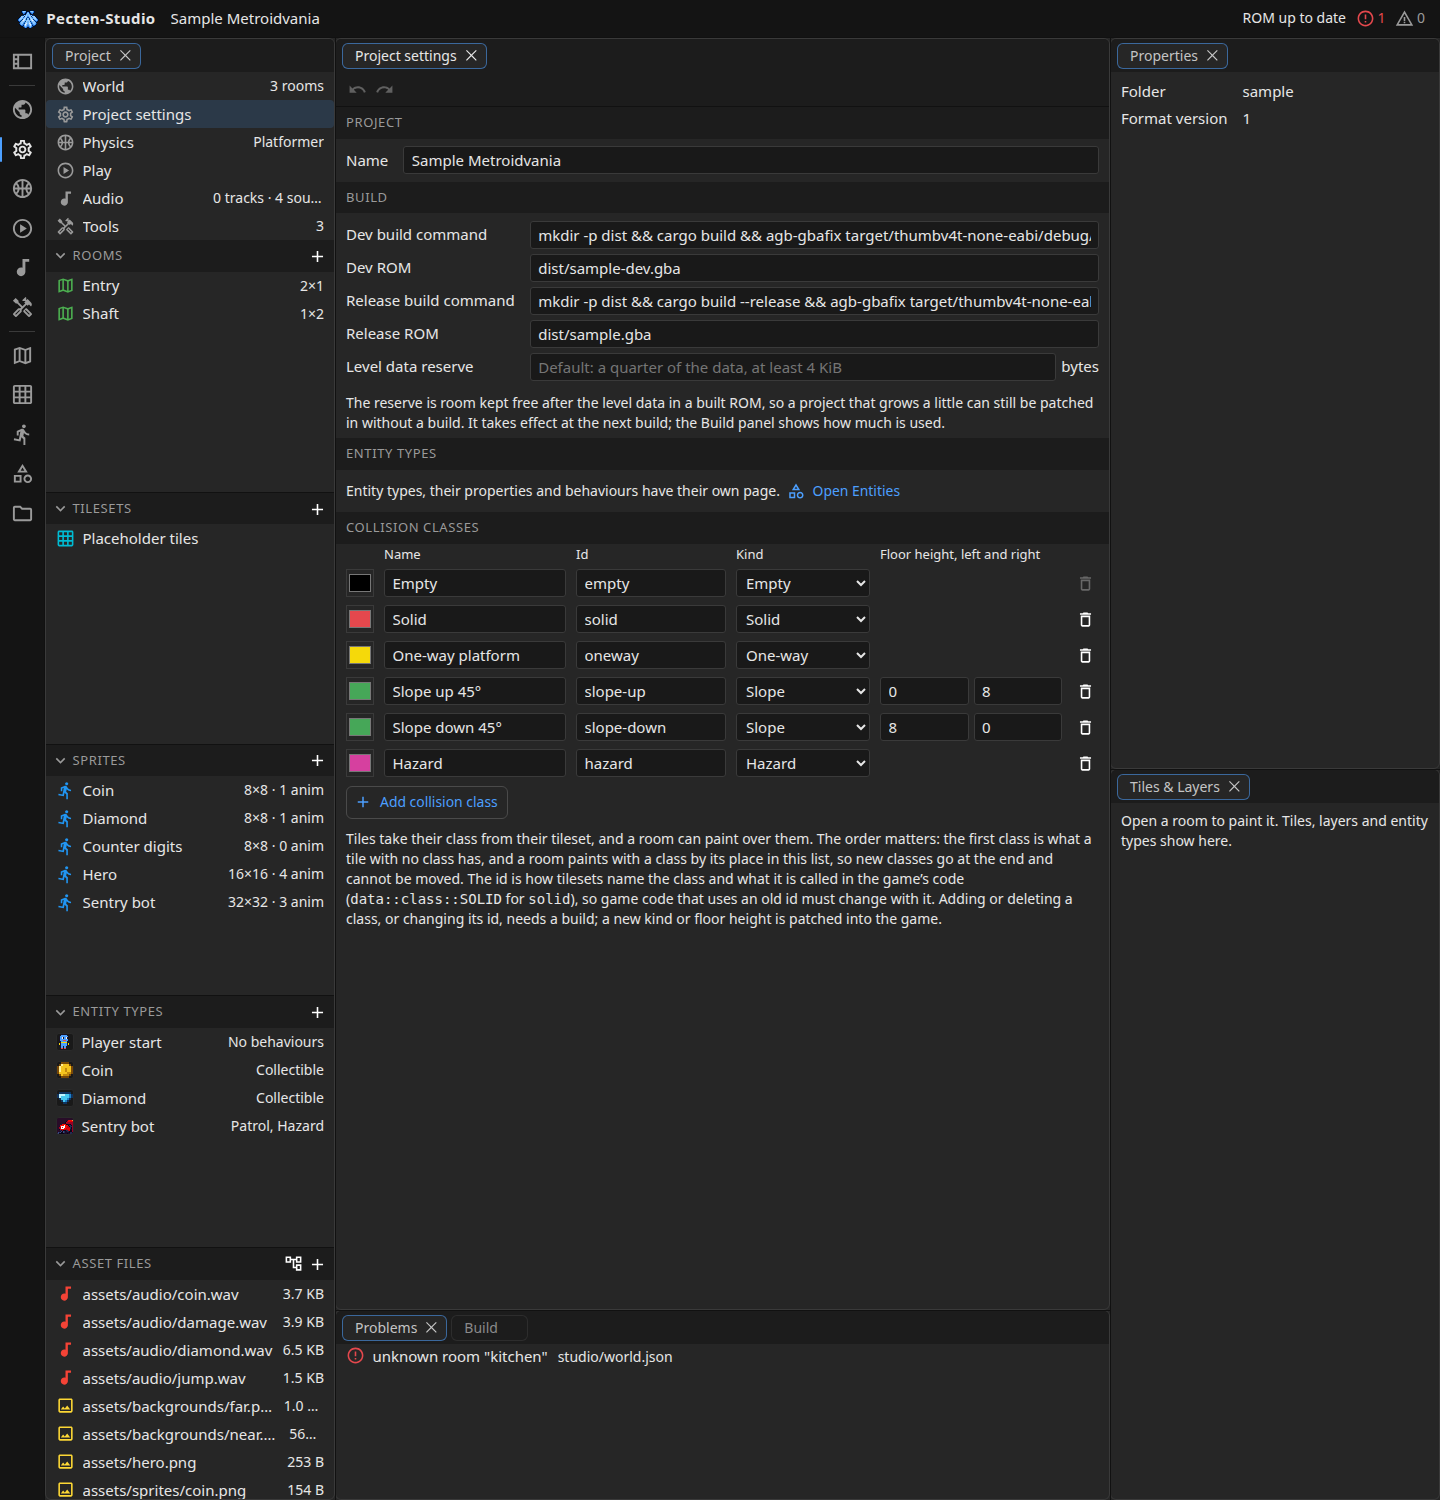 Pecten-Studio Sample Metroidvania
ROM up to date 1 0
Project
World 3 rooms
Project settings
Physics Platformer
Play
Audio 0 tracks · 4 sou...
Tools 3
ROOMS
Entry 2×1
Shaft 1×2
TILESETS
Placeholder tiles
SPRITES
Coin 8×8 · 1 anim
Diamond 8×8 · 1 anim
Counter digits 8×8 · 0 anim
Hero 16×16 · 4 anim
Sentry bot 32×32 · 3 anim
ENTITY TYPES
Player start No behaviours
Coin Collectible
Diamond Collectible
Sentry bot Patrol, Hazard
ASSET FILES
assets/audio/coin.wav 3.7 KB
assets/audio/damage.wav 3.9 KB
assets/audio/diamond.wav 6.5 KB
assets/audio/jump.wav 1.5 KB
assets/backgrounds/far.p... 1.0 ...
assets/backgrounds/near.... 56...
assets/hero.png 253 B
assets/sprites/coin.png 154 B
Project settings
PROJECT
Name Sample Metroidvania
BUILD
Dev build command mkdir -p dist && cargo build && agb-gbafix target/thumbv4t-none-eabi/debug/
Dev ROM dist/sample-dev.gba
Release build command mkdir -p dist && cargo build --release && agb-gbafix target/thumbv4t-none-eal
Release ROM dist/sample.gba
Level data reserve Default: a quarter of the data, at least 4 KiB bytes
The reserve is room kept free after the level data in a built ROM, so a project that grows a little can still be patched
in without a build. It takes effect at the next build; the Build panel shows how much is used.
ENTITY TYPES
Entity types, their properties and behaviours have their own page. Open Entities
COLLISION CLASSES
Name Id Kind Floor height, left and right
Empty empty Empty
Solid solid Solid
One-way platform oneway One-way
Slope up 45° slope-up Slope 0 8
Slope down 45° slope-down Slope 8 0
Hazard hazard Hazard
Add collision class
Tiles take their class from their tileset, and a room can paint over them. The order matters: the first class is what a
tile with no class has, and a room paints with a class by its place in this list, so new classes go at the end and
cannot be moved. The id is how tilesets name the class and what it is called in the game's code
(data::class::SOLID for solid), so game code that uses an old id must change with it. Adding or deleting a
class, or changing its id, needs a build; a new kind or floor height is patched into the game.
Problems Build
unknown room "kitchen" studio/world.json
Properties
Folder sample
Format version 1
Tiles & Layers
Open a room to paint it. Tiles, layers and entity
types show here.